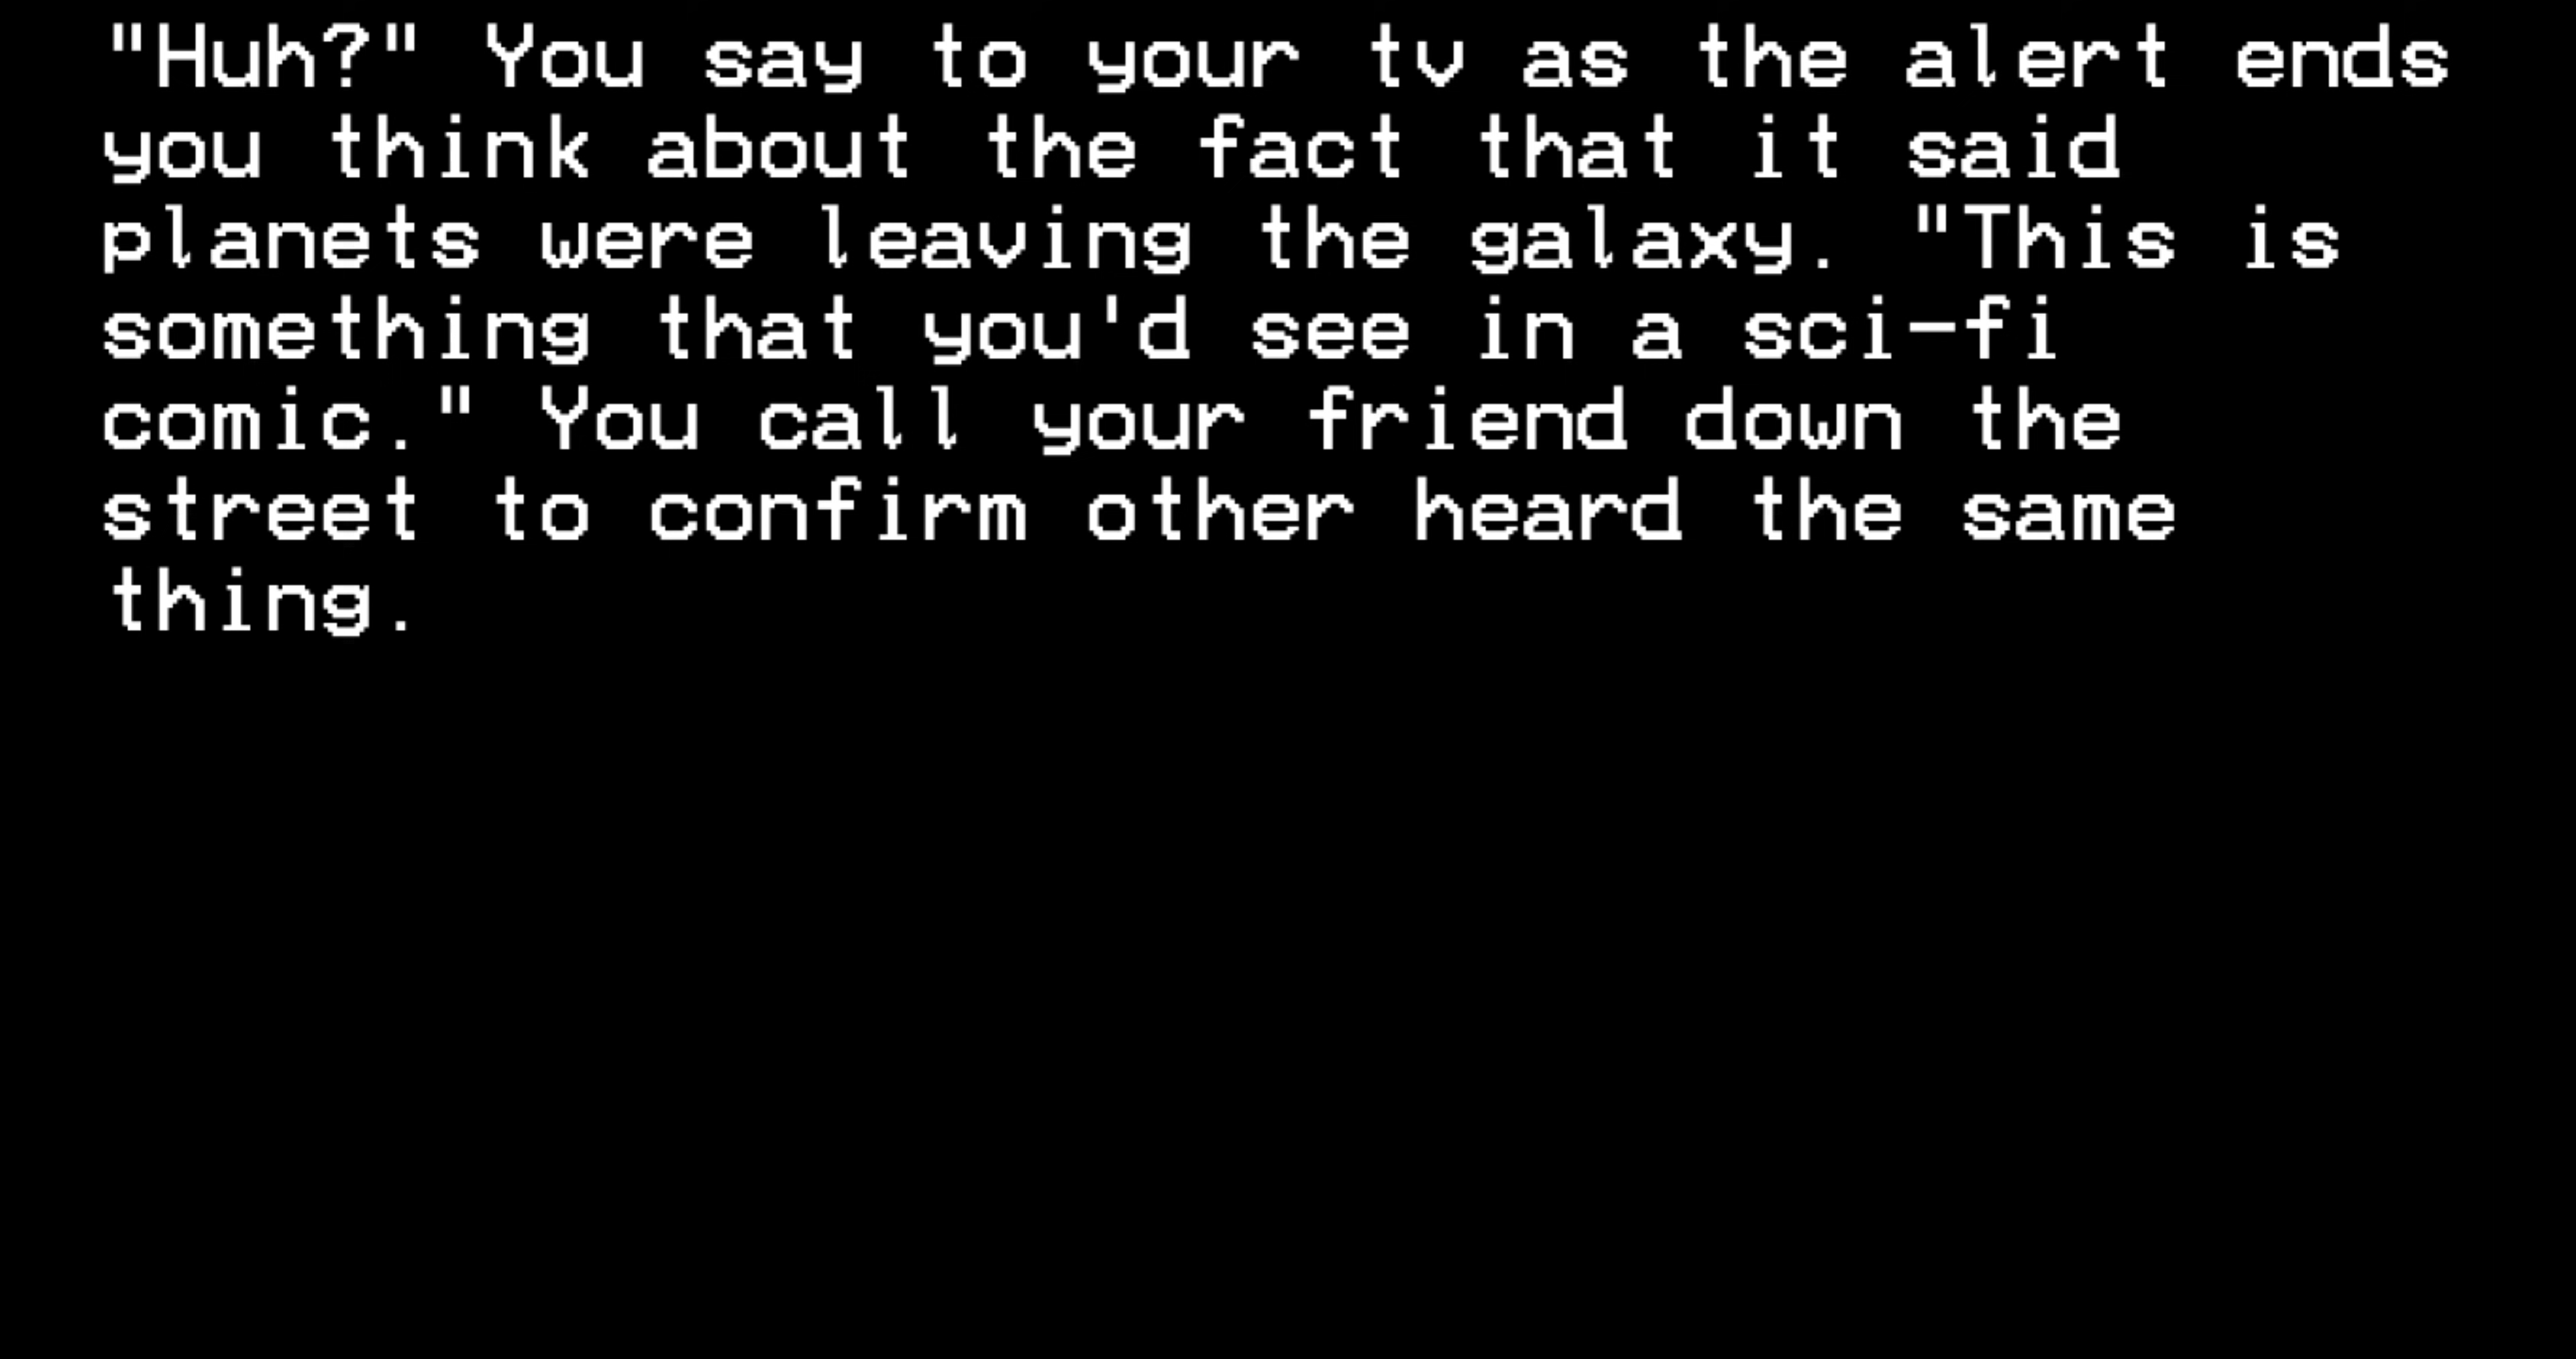 "Huh?" You say to your tv as the alert ends
you think about the fact that it said
planets were leaving the galaxy. "This is
something that you'd see in a sci-fi
comic." You call your friend down the
street to confirm other heard the same
thing.